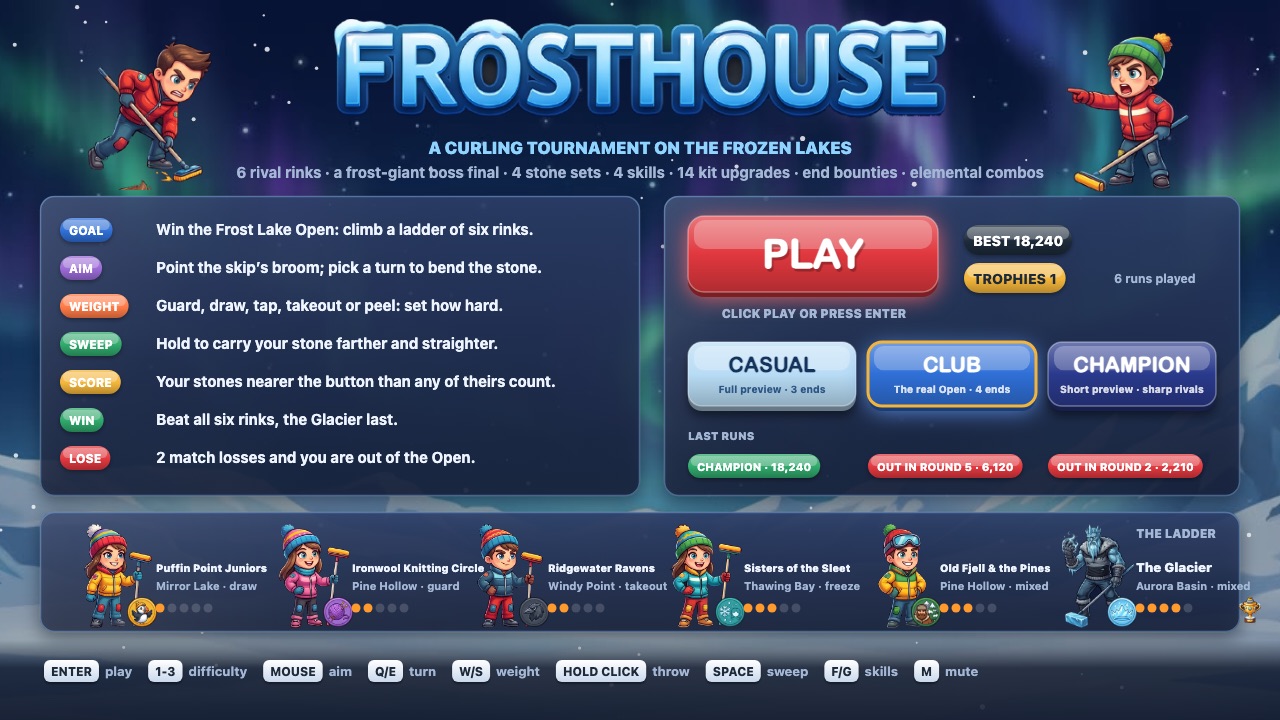 FROSTHOUSE
A CURLING TOURNAMENT ON THE FROZEN LAKES
6 rival rinks · a frost-giant boss final · 4 stone sets · 4 skills · 14 kit upgrades · end bounties · elemental combos
GOAL Win the Frost Lake Open: climb a ladder of six rinks.
AIM Point the skip’s broom; pick a turn to bend the stone.
WEIGHT Guard, draw, tap, takeout or peel: set how hard.
SWEEP Hold to carry your stone farther and straighter.
SCORE Your stones nearer the button than any of theirs count.
WIN Beat all six rinks, the Glacier last.
LOSE 2 match losses and you are out of the Open.
PLAY
CLICK PLAY OR PRESS ENTER
BEST 18,240
TROPHIES 1
6 runs played
CASUAL
Full preview · 3 ends
CLUB
The real Open · 4 ends
CHAMPION
Short preview · sharp rivals
LAST RUNS
CHAMPION · 18,240 OUT IN ROUND 5 · 6,120 OUT IN ROUND 2 · 2,210
THE LADDER
Puffin Point Juniors
Mirror Lake · draw
Ironwool Knitting Circle
Pine Hollow · guard
Ridgewater Ravens
Windy Point · takeout
Sisters of the Sleet
Thawing Bay · freeze
Old Fjell & the Pines
Pine Hollow · mixed
The Glacier
Aurora Basin · mixed
ENTER play 1-3 difficulty MOUSE aim Q/E turn W/S weight HOLD CLICK throw SPACE sweep F/G skills M mute